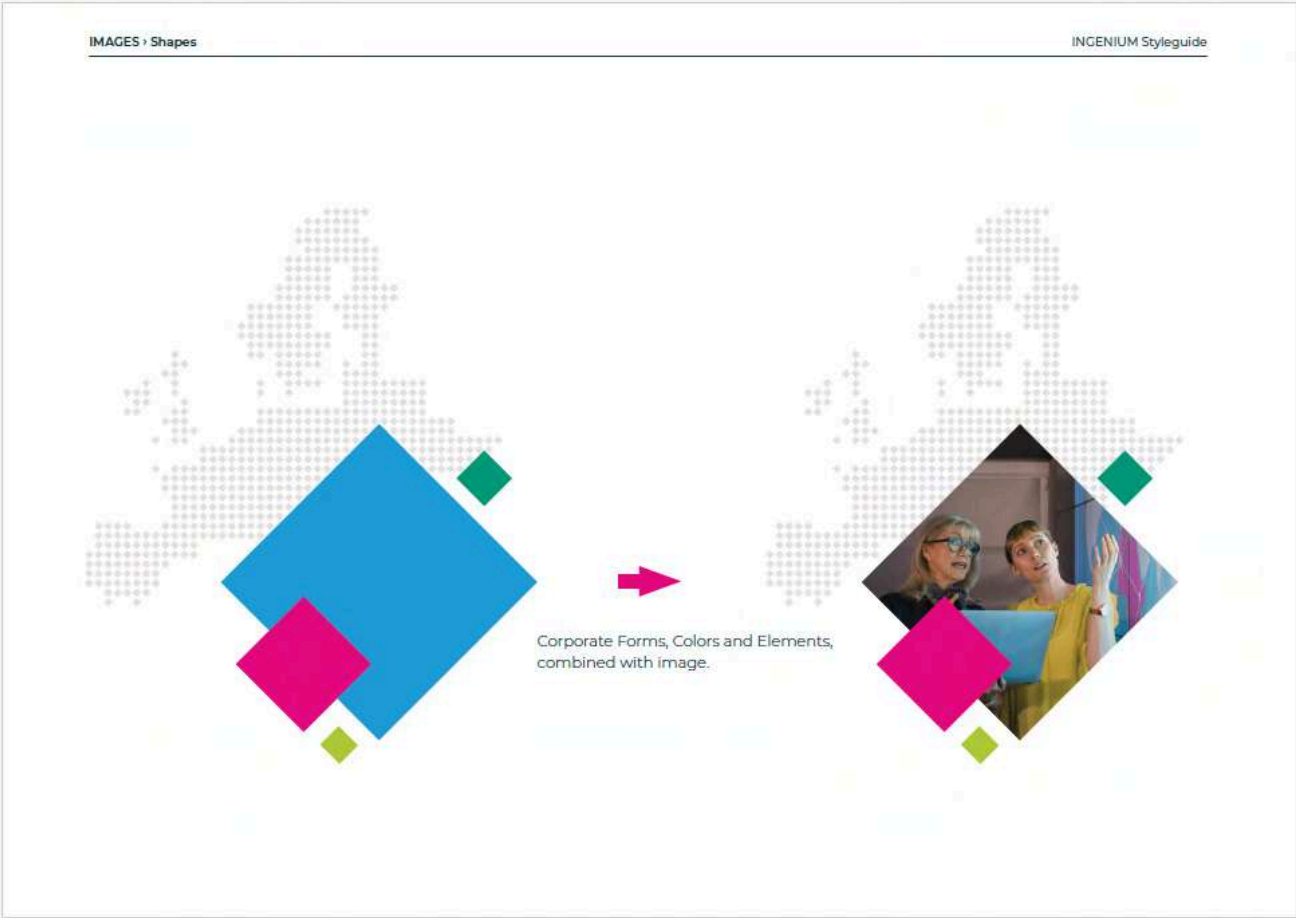 IMAGES › Shapes
INGENIUM Styleguide
Corporate Forms, Colors and Elements,
combined with image.